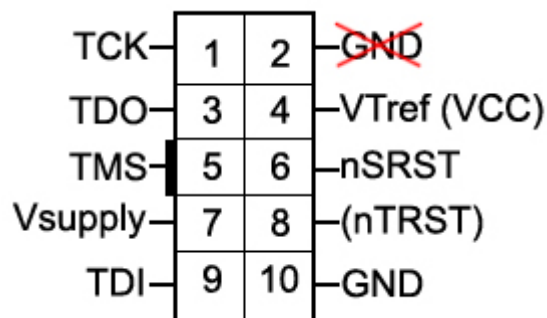 TCK 1 2 GND
TDO 3 4 VTref (VCC)
TMS 5 6 nSRST
Vsupply 7 8 (nTRST)
TDI 9 10 GND